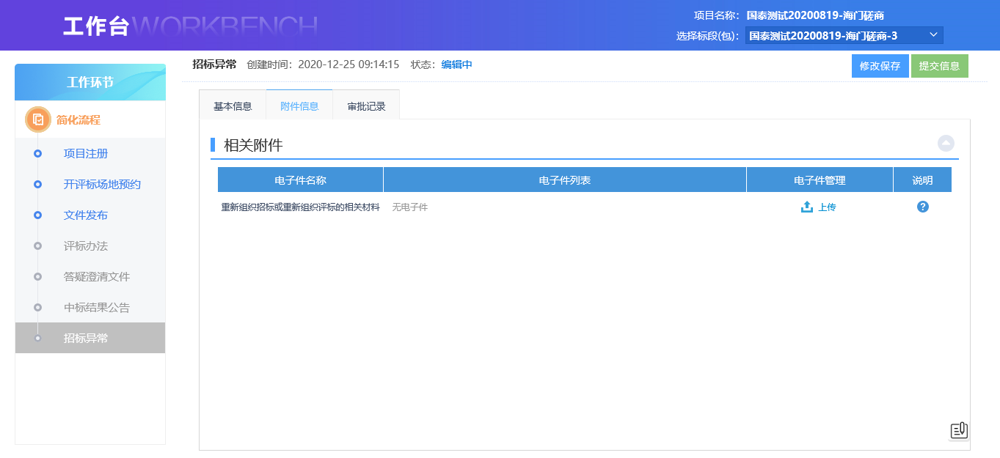 工作台WORKBENCH
项目名称：国泰测试20200819-海门磋商
选择标段(包)：国泰测试20200819-海门磋商-3
工作环节
简化流程
项目注册
开评标场地预约
文件发布
评标办法
答疑澄清文件
中标结果公告
招标异常
招标异常 创建时间：2020-12-25 09:14:15 状态：编辑中
修改保存 提交信息
基本信息 附件信息 审批记录
相关附件
电子件名称 电子件列表 电子件管理 说明
重新组织招标或重新组织评标的相关材料 无电子件 上传 ?